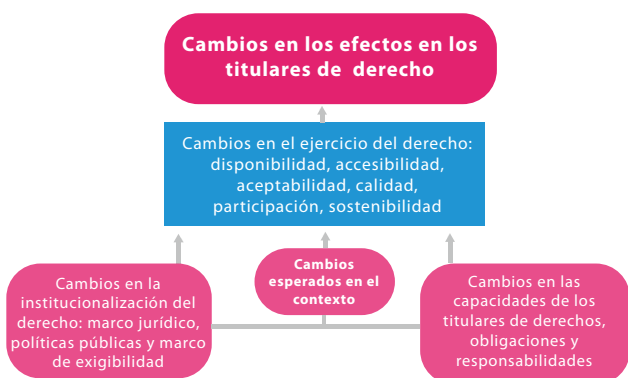 Cambios en los efectos en los
titulares de derecho
Cambios en el ejercicio del derecho:
disponibilidad, accesibilidad,
aceptabilidad, calidad,
participación, sostenibilidad
Cambios en la
institucionalización del
derecho: marco jurídico,
políticas públicas y marco
de exigibilidad
Cambios
esperados en el
contexto
Cambios en las
capacidades de los
titulares de derechos,
obligaciones y
responsabilidades